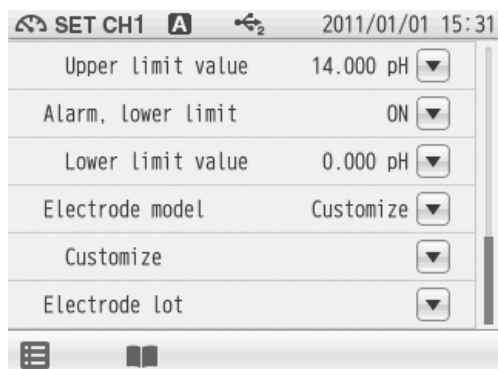 SET CH1 A 2 2011/01/01 15:31
Upper limit value 14.000 pH
Alarm, lower limit ON
Lower limit value 0.000 pH
Electrode model Customize
Customize
Electrode lot